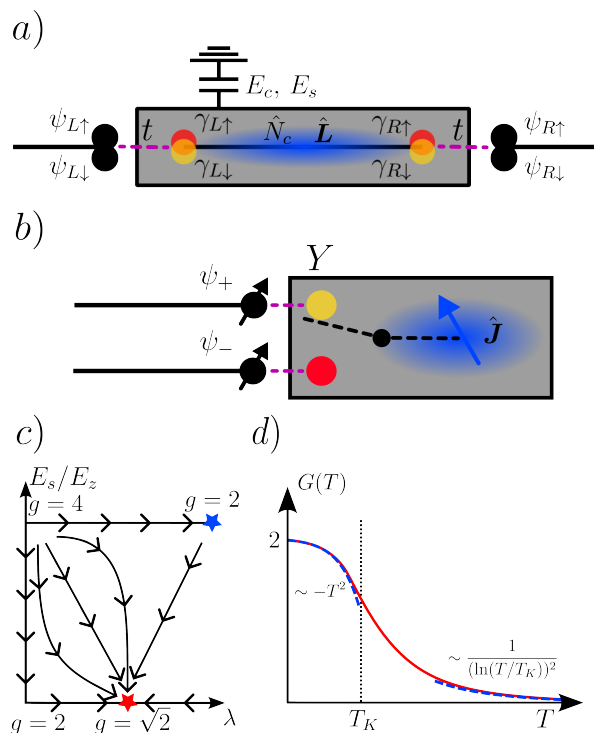 a)
E_c, E_s
ψ_{L↑} t γ_{L↑} N̂_c L̂ γ_{R↑} t ψ_{R↑}
ψ_{L↓} γ_{L↓} γ_{R↓} ψ_{R↓}
b)
Y
ψ_+
Ĵ
ψ_−
c)
E_s/E_z
g = 4
g = 2
g = 2 g = √2 λ
d)
G(T)
2
∼ −T²
∼ 1/(ln(T/T_K))²
T_K T